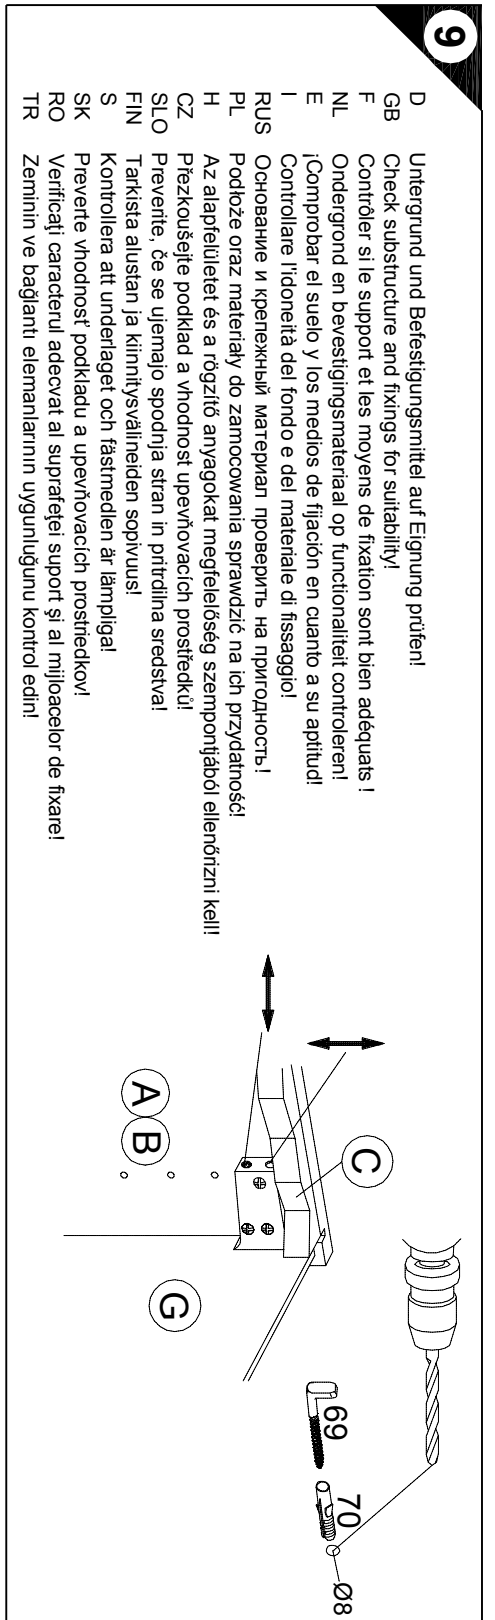 9
D Untergrund und Befestigungsmittel auf Eignung prüfen!
GB Check substructure and fixings for suitability!
F Contrôler si le support et les moyens de fixation sont bien adéquats !
NL Ondergrond en bevestigingsmateriaal op functionaliteit controleren!
E ¡Comprobar el suelo y los medios de fijación en cuanto a su aptitud!
I Controllare l'idoneità del fondo e del materiale di fissaggio!
RUS Основание и крепежный материал проверить на пригодность!
PL Podłoże oraz materiały do zamocowania sprawdzić na ich przydatność!
H Az alapfelületet és a rögzítő anyagokat megfelelőség szempontjából ellenőrizni kell!
CZ Přezkoušejte podklad a vhodnost upevňovacích prostředků!
SLO Preverite, če se ujemajo spodnja stran in pritrdilna sredstva!
FIN Tarkista alustan ja kiinnitysvälineiden sopivuus!
S Kontrollera att underlaget och fästmedlen är lämpliga!
SK Preverte vhodnosť podkladu a upevňovacích prostriedkov!
RO Verificaţi caracterul adecvat al suprafeţei suport şi al mijloacelor de fixare!
TR Zeminin ve bağlantı elemanlarının uygunluğunu kontrol edin!
C
A B
G
69
70
Ø8